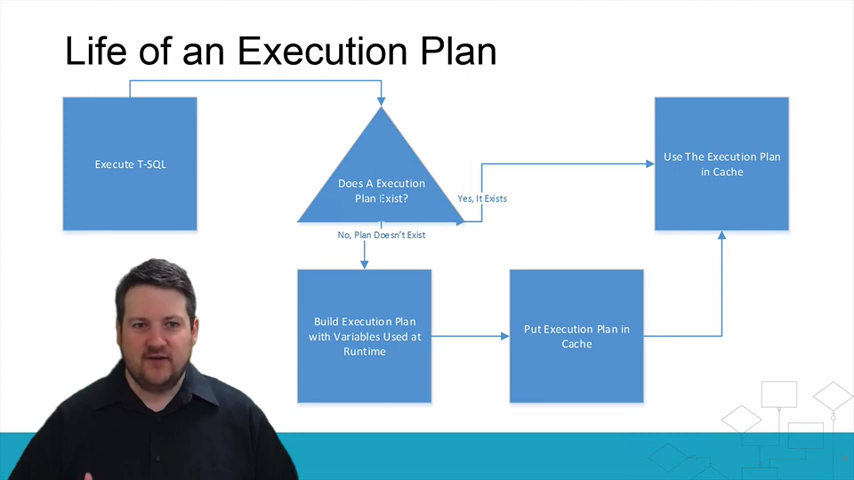 Life of an Execution Plan
Execute T-SQL
Does A Execution
Plan Exist?
Yes, It Exists
Use The Execution Plan
in Cache
No, Plan Doesn't Exist
Build Execution Plan
with Variables Used at
Runtime
Put Execution Plan in
Cache